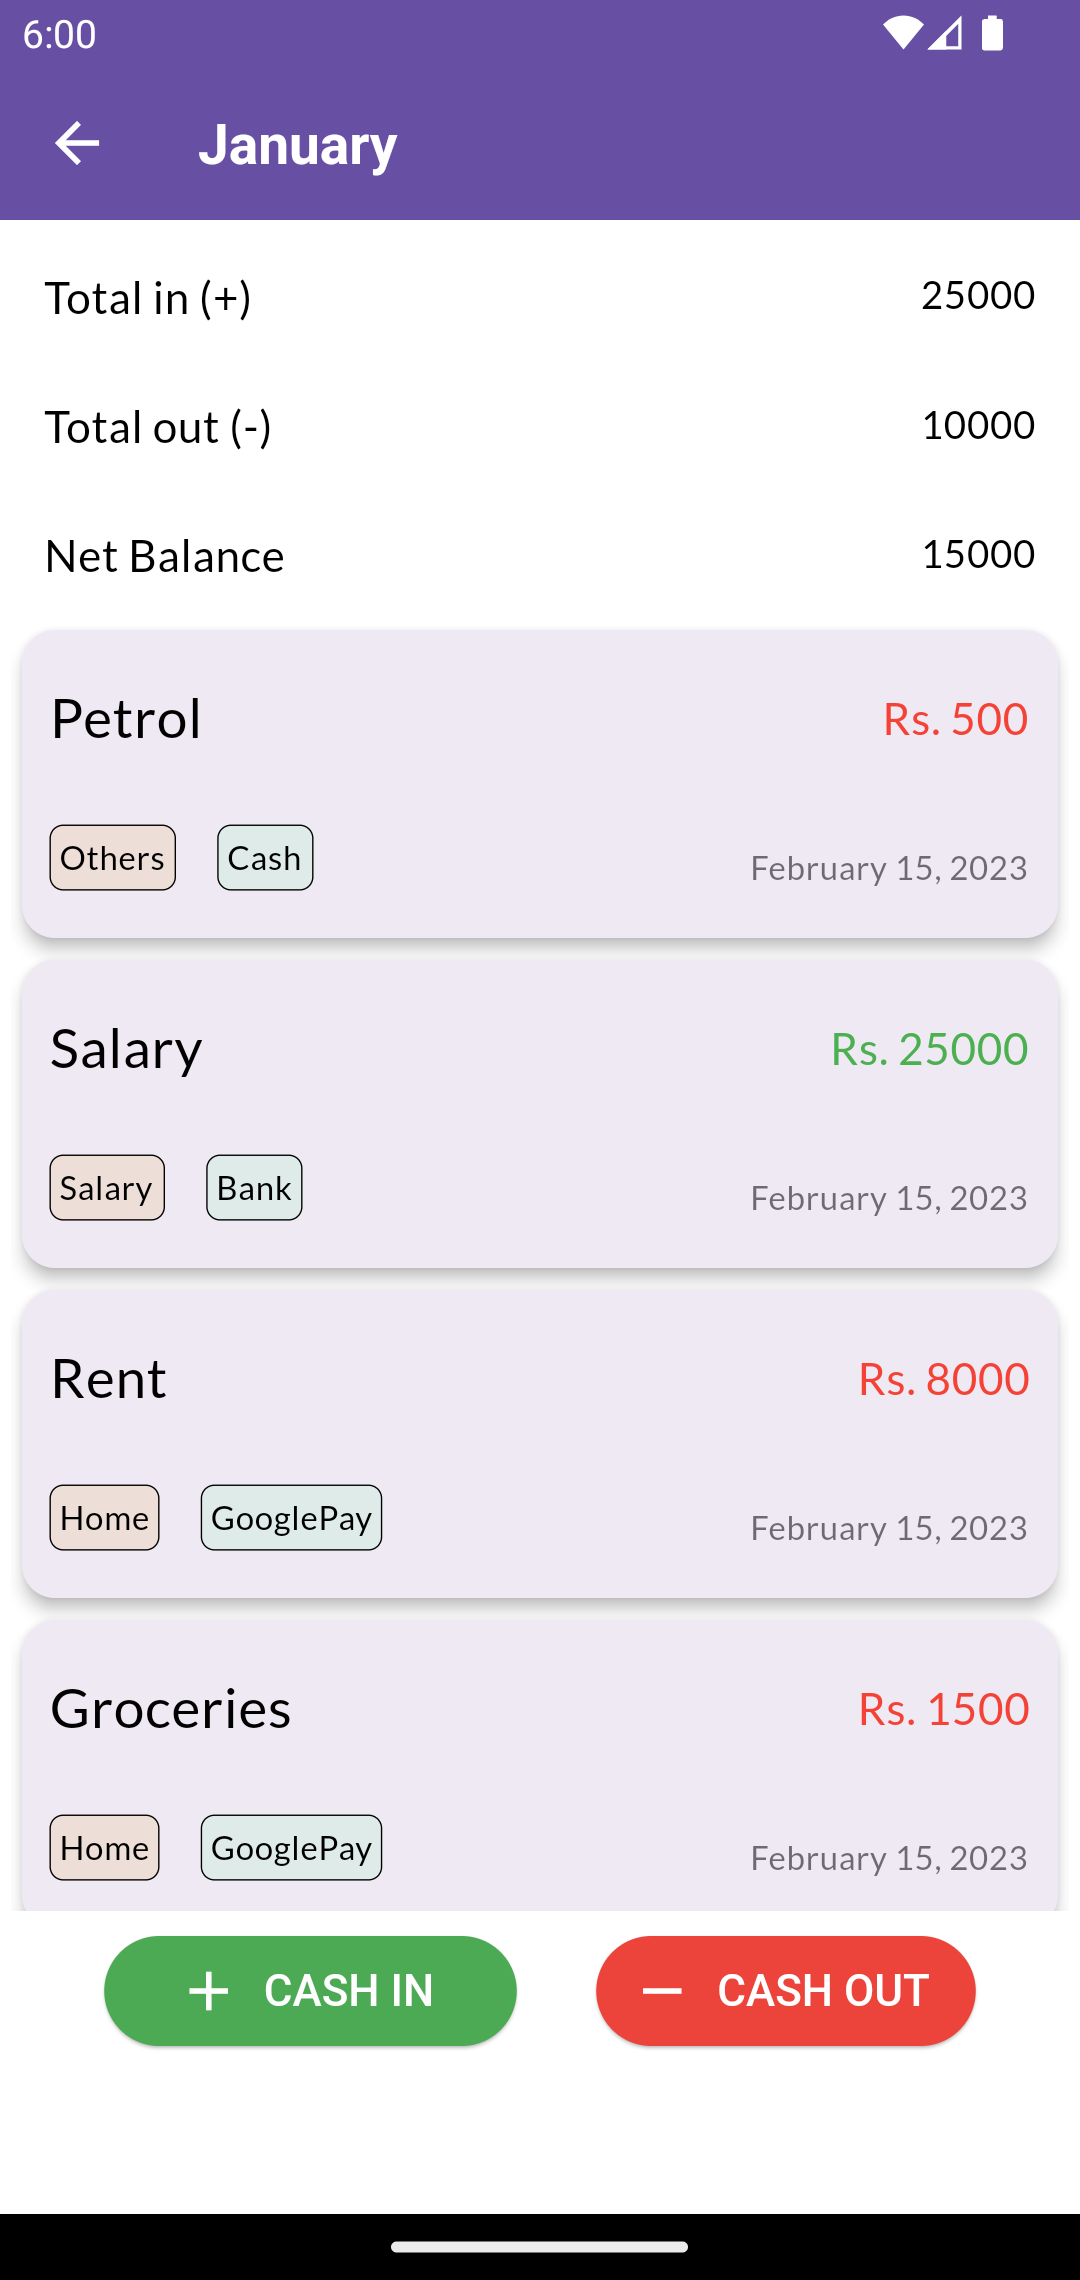 6:00
January
Total in (+) 25000
Total out (-) 10000
Net Balance 15000
Petrol Rs. 500
Others Cash February 15, 2023
Salary Rs. 25000
Salary Bank February 15, 2023
Rent Rs. 8000
Home GooglePay February 15, 2023
Groceries Rs. 1500
Home GooglePay February 15, 2023
CASH IN CASH OUT